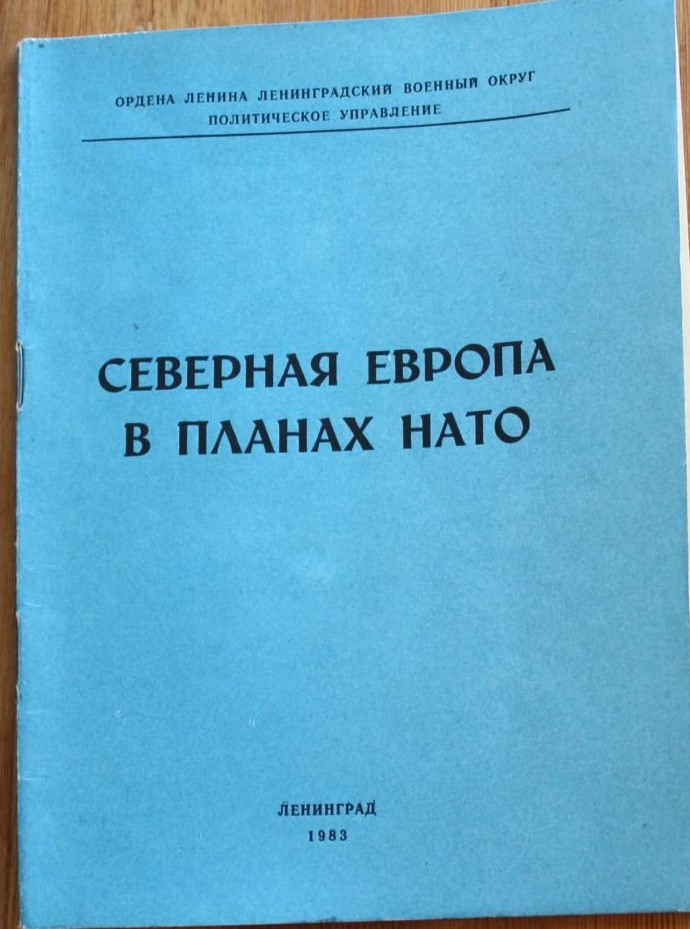 ОРДЕНА ЛЕНИНА ЛЕНИНГРАДСКИЙ ВОЕННЫЙ ОКРУГ
ПОЛИТИЧЕСКОЕ УПРАВЛЕНИЕ
СЕВЕРНАЯ ЕВРОПА
В ПЛАНАХ НАТО
ЛЕНИНГРАД
1983